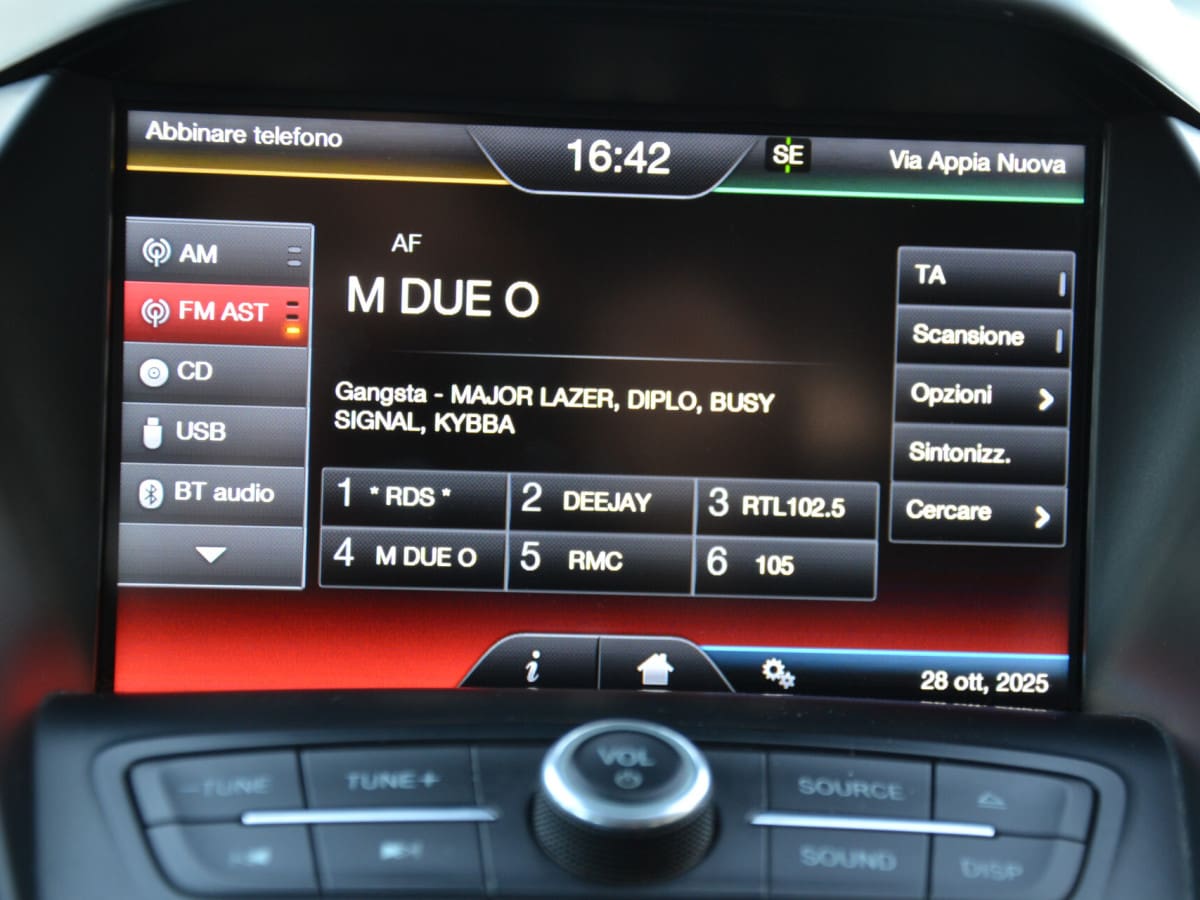 Abbinare telefono
16:42
SE
Via Appia Nuova
AM
FM AST
CD
USB
BT audio
AF
M DUE O
Gangsta - MAJOR LAZER, DIPLO, BUSY
SIGNAL, KYBBA
1 * RDS *
2 DEEJAY
3 RTL102.5
4 M DUE O
5 RMC
6 105
TA
Scansione
Opzioni
Sintonizz.
Cercare
i
28 ott, 2025
-TUNE
TUNE+
VOL
SOURCE
SOUND
DISP